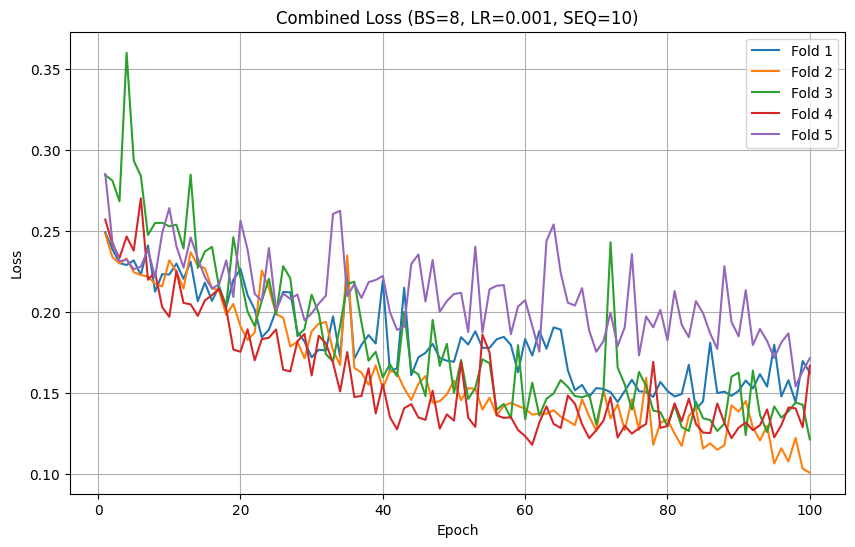 Combined Loss (BS=8, LR=0.001, SEQ=10)
Fold 1
Fold 2
Fold 3
Fold 4
Fold 5
0.35
0.30
0.25
0.20
0.15
0.10
Loss
0 20 40 60 80 100
Epoch